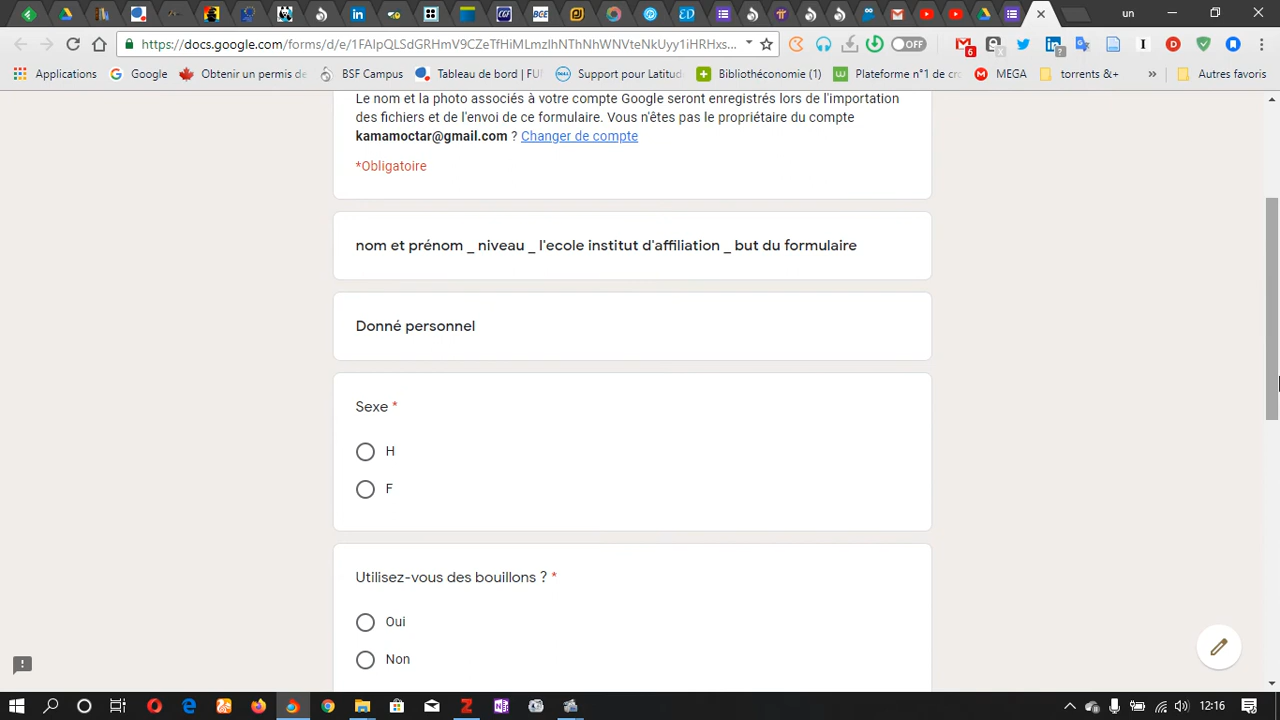 un
https://docs.google.com/forms/d/e/
OFF
6
x
?
Applications
Google
Obtenir un permis de
BSF Campus
Tableau de bord | FU
Support pour Latitud
Bibliothéconomie (1)
Plateforme n°1 de cr
MEGA
torrents &+
»
Autres favoris
Le nom et la photo associés à votre compte Google seront enregistrés lors de l'importation
des fichiers et de l'envoi de ce formulaire. Vous n'êtes pas le propriétaire du compte
kamamoctar@gmail.com ? Changer de compte
*Obligatoire
nom et prénom _ niveau _ l'ecole institut d'affiliation _ but du formulaire
Donné personnel
Sexe *
H
F
Utilisez-vous des bouillons ? *
Oui
Non
12:16